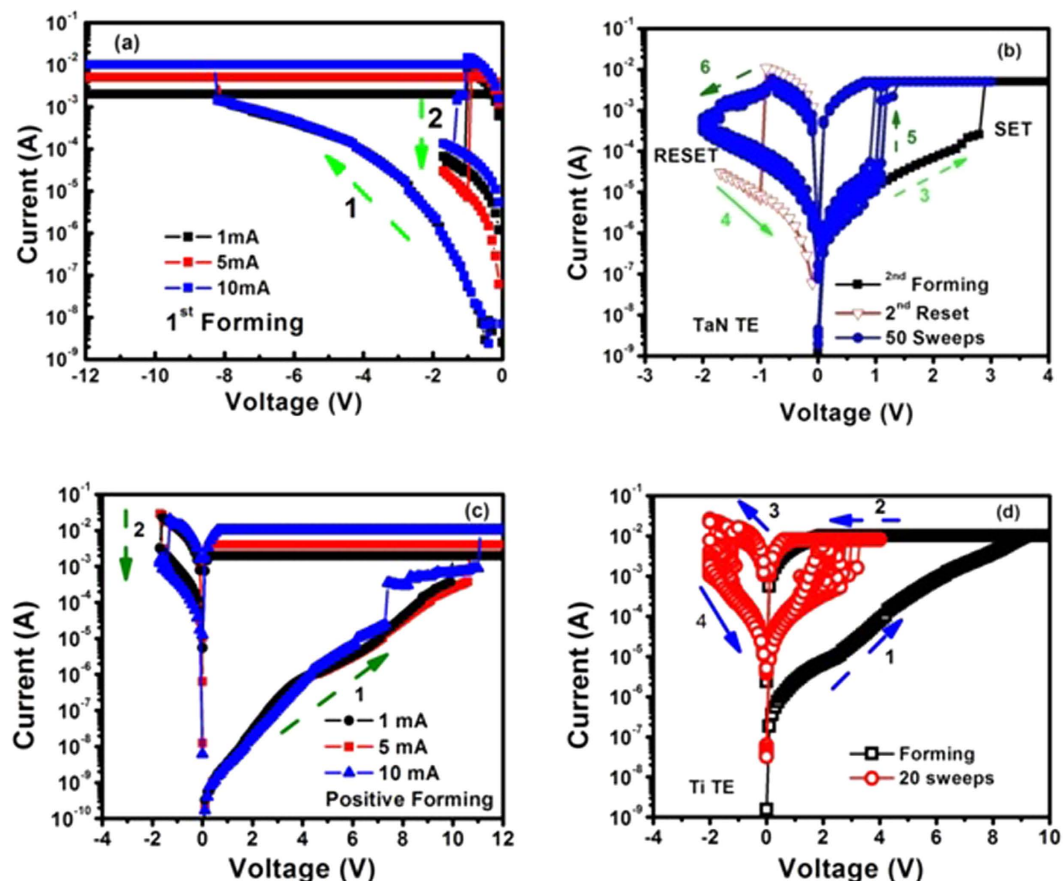 (a)
10⁻¹
10⁻²
10⁻³
10⁻⁴
10⁻⁵
10⁻⁶
10⁻⁷
10⁻⁸
10⁻⁹
Current (A)
1
2
1mA
5mA
10mA
1st Forming
-12 -10 -8 -6 -4 -2 0
Voltage (V)
(b)
10⁻¹
10⁻²
10⁻³
10⁻⁴
10⁻⁵
10⁻⁶
10⁻⁷
10⁻⁸
10⁻⁹
Current (A)
6
5
SET
RESET
3
4
2nd Forming
2nd Reset
50 Sweeps
TaN TE
-3 -2 -1 0 1 2 3 4
Voltage (V)
(c)
10⁻¹
10⁻²
10⁻³
10⁻⁴
10⁻⁵
10⁻⁶
10⁻⁷
10⁻⁸
10⁻⁹
10⁻¹⁰
Current (A)
2
1
1 mA
5 mA
10 mA
Positive Forming
-4 -2 0 2 4 6 8 10 12
Voltage (V)
(d)
10⁻¹
10⁻²
10⁻³
10⁻⁴
10⁻⁵
10⁻⁶
10⁻⁷
10⁻⁸
10⁻⁹
Current (A)
3
2
4
1
Forming
20 sweeps
Ti TE
-4 -2 0 2 4 6 8 10
Voltage (V)